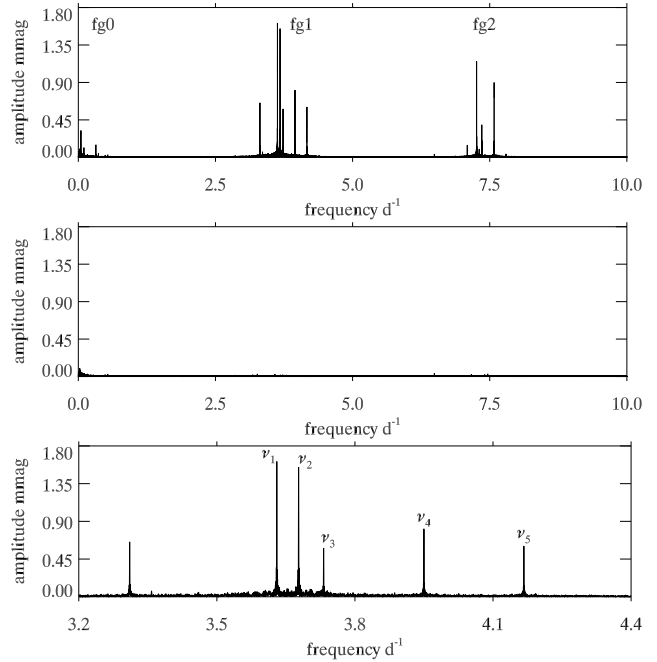 1.80
fg0 fg1 fg2
1.35
0.90
0.45
0.00
amplitude mmag
0.0 2.5 5.0 7.5 10.0
frequency d⁻¹
1.80
1.35
0.90
0.45
0.00
amplitude mmag
0.0 2.5 5.0 7.5 10.0
frequency d⁻¹
1.80
ν₁ ν₂
1.35
0.90
ν₄
ν₃ ν₅
0.45
0.00
amplitude mmag
3.2 3.5 3.8 4.1 4.4
frequency d⁻¹